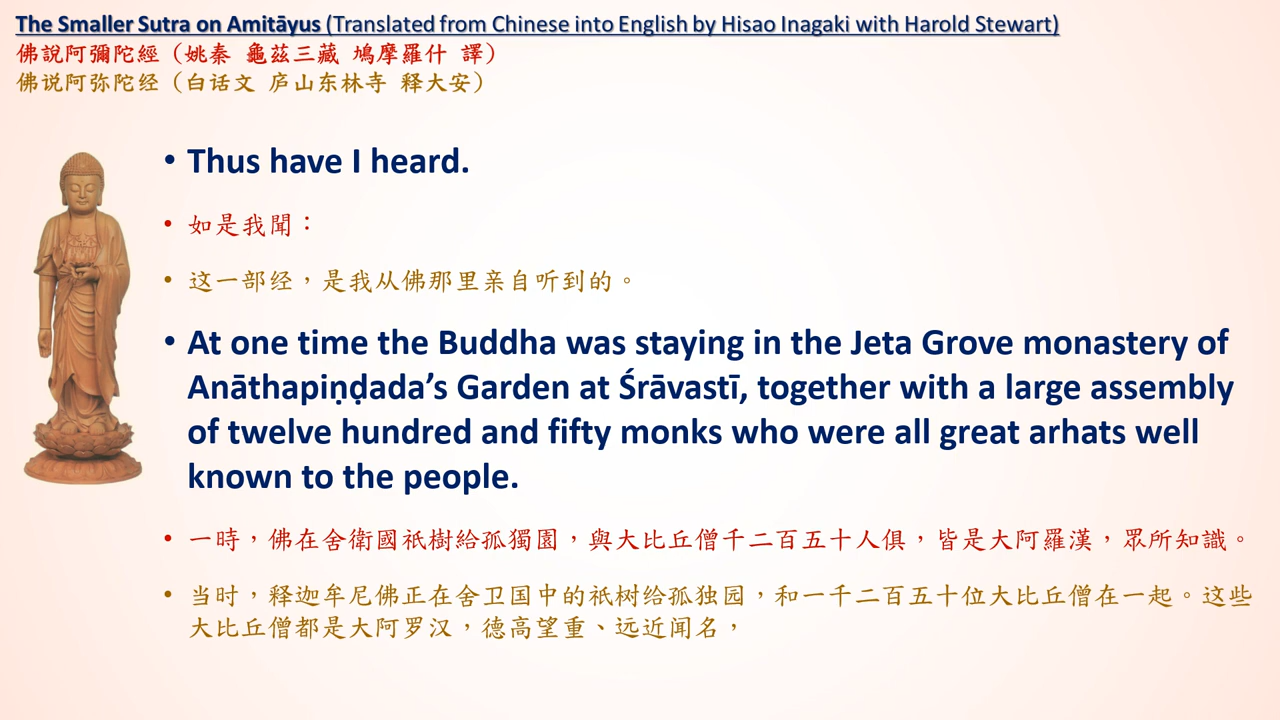 The Smaller Sutra on Amitāyus (Translated from Chinese into English by Hisao Inagaki with Harold Stewart)
佛說阿彌陀經（姚秦 龜茲三藏 鳩摩羅什 譯）
佛说阿弥陀经（白话文 庐山东林寺 释大安）
• Thus have I heard.
• 如是我聞：
• 这一部经，是我从佛那里亲自听到的。
• At one time the Buddha was staying in the Jeta Grove monastery of
Anāthapiṇḍada’s Garden at Śrāvastī, together with a large assembly
of twelve hundred and fifty monks who were all great arhats well
known to the people.
• 一時，佛在舍衛國祇樹給孤獨園，與大比丘僧千二百五十人俱，皆是大阿羅漢，眾所知識。
• 当时，释迦牟尼佛正在舍卫国中的祇树给孤独园，和一千二百五十位大比丘僧在一起。这些
大比丘僧都是大阿罗汉，德高望重、远近闻名，